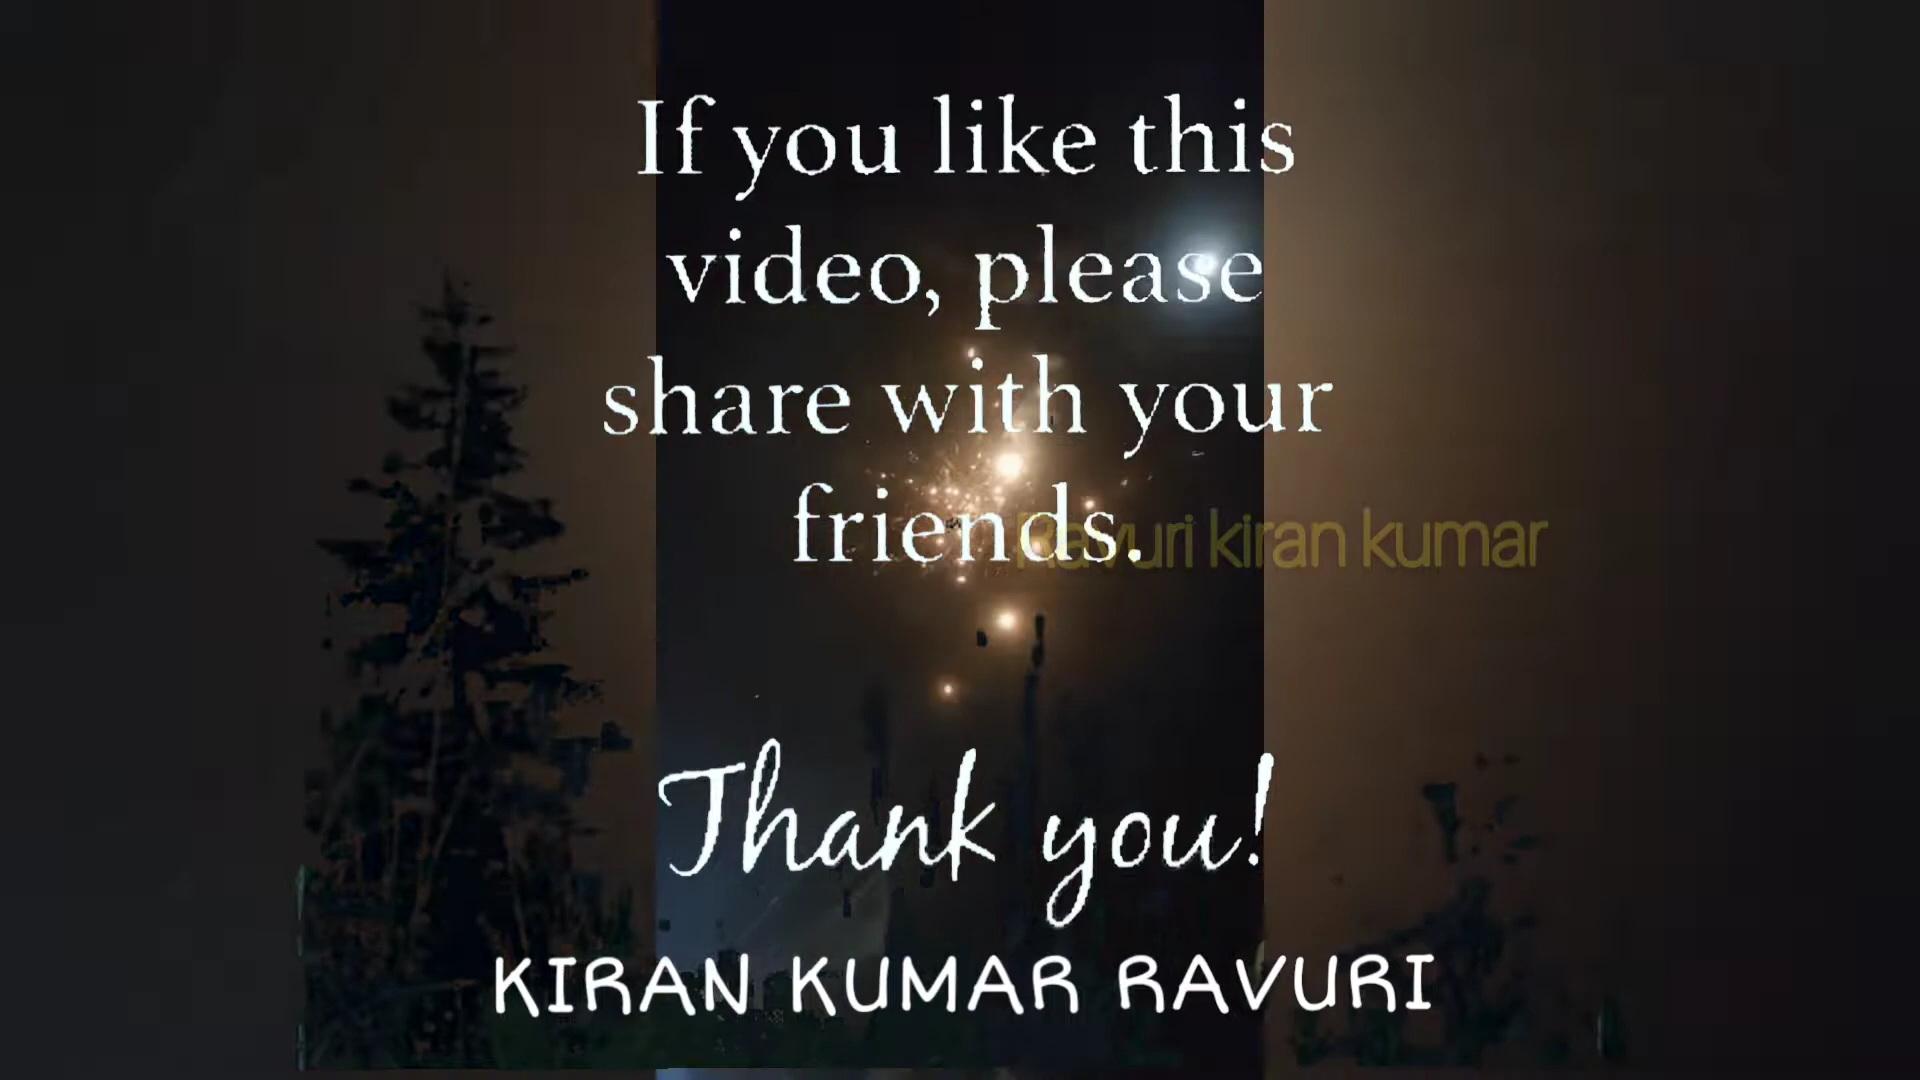 If you like this
video, please
share with your
friends.
Ravuri kiran kumar
Thank you!
KIRAN KUMAR RAVURI